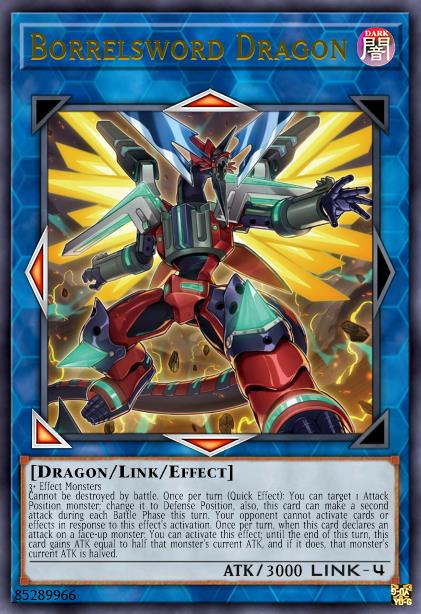 Borrelsword Dragon
DARK
闇
[Dragon/Link/Effect]
3+ Effect Monsters
Cannot be destroyed by battle. Once per turn (Quick Effect): You can target 1 Attack
Position monster; change it to Defense Position, also, this card can make a second
attack during each Battle Phase this turn. Your opponent cannot activate cards or
effects in response to this effect's activation. Once per turn, when this card declares an
attack on a face-up monster: You can activate this effect; until the end of this turn, this
card gains ATK equal to half that monster's current ATK, and if it does, that monster's
current ATK is halved.
ATK/3000 LINK-4
85289966